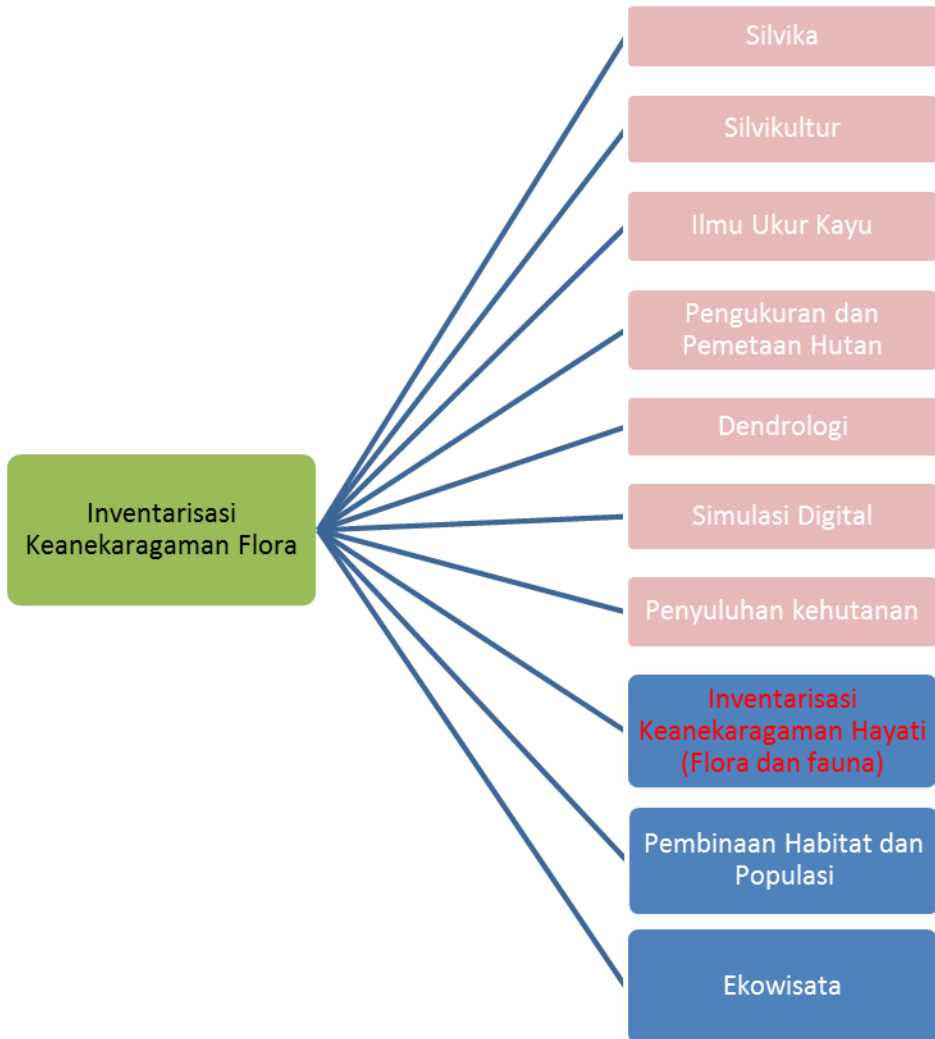 Silvika
Silvikultur
Ilmu Ukur Kayu
Pengukuran dan
Pemetaan Hutan
Dendrologi
Inventarisasi
Keanekaragaman Flora
Simulasi Digital
Penyuluhan kehutanan
Inventarisasi
Keanekaragaman Hayati
(Flora dan fauna)
Pembinaan Habitat dan
Populasi
Ekowisata